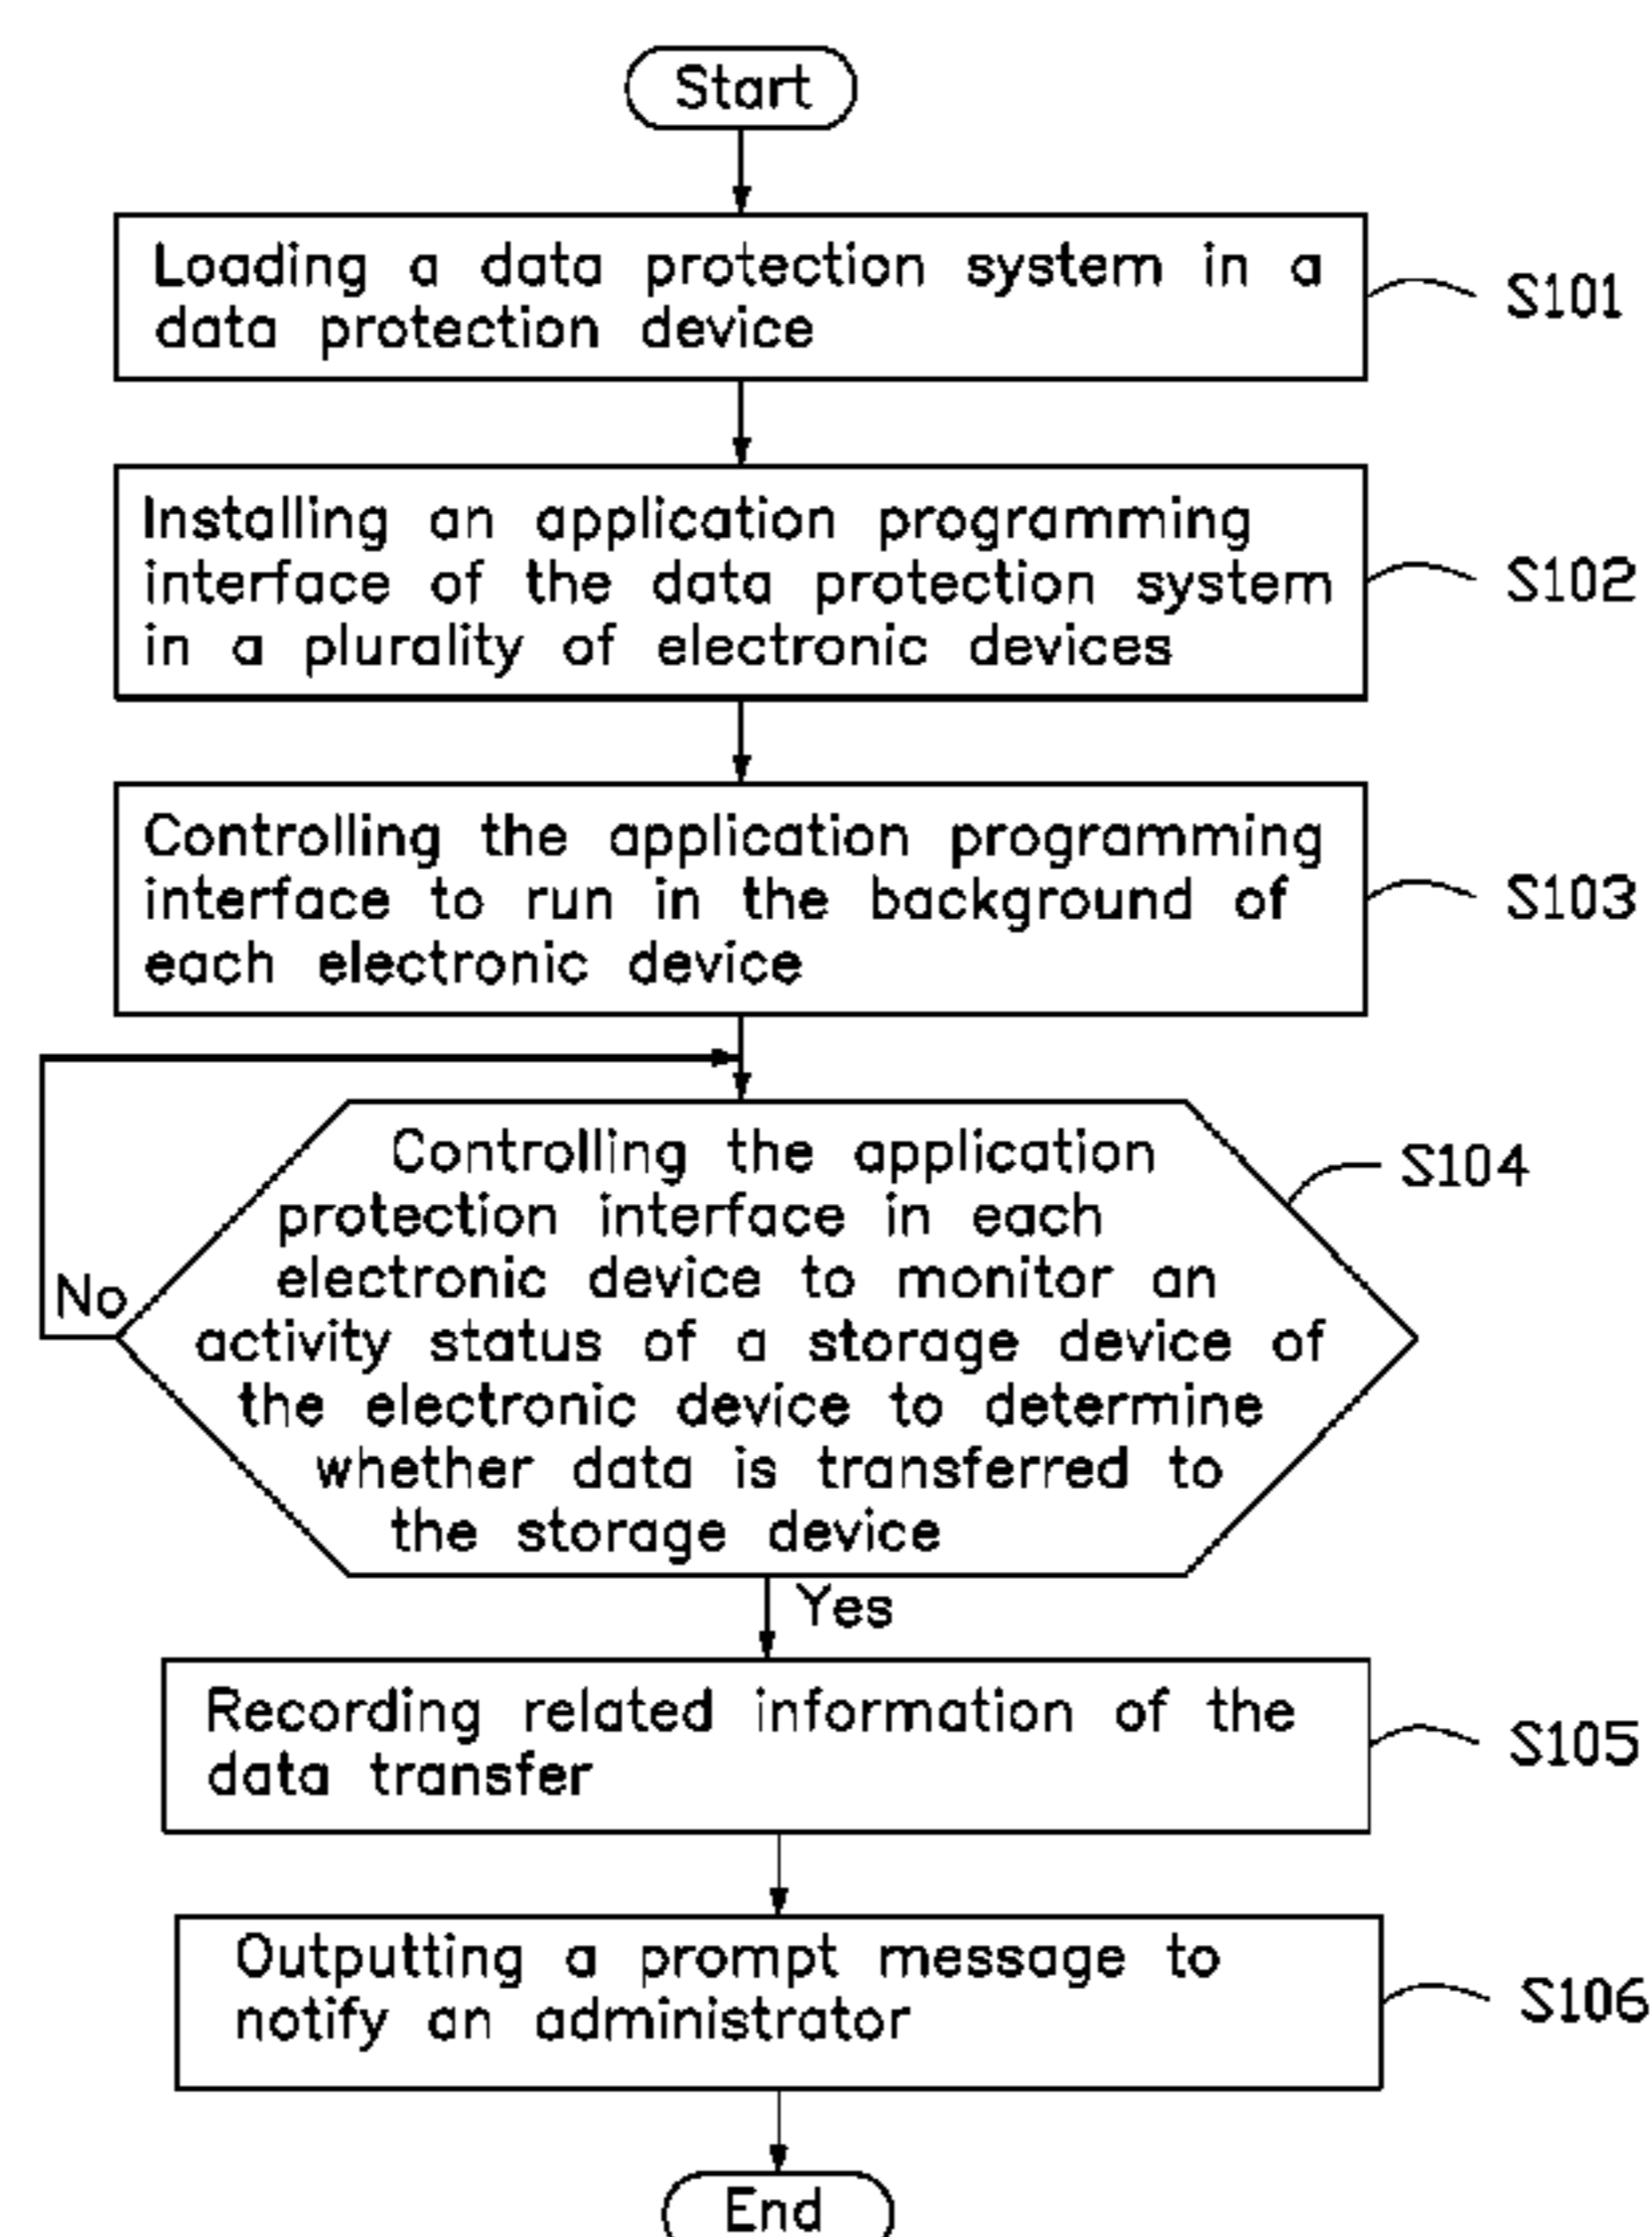 Start
Loading a data protection system in a
data protection device
S101
Installing an application programming
interface of the data protection system
in a plurality of electronic devices
S102
Controlling the application programming
interface to run in the background of
each electronic device
S103
Controlling the application
protection interface in each
electronic device to monitor an
activity status of a storage device of
the electronic device to determine
whether data is transferred to
the storage device
S104
No
Yes
Recording related information of the
data transfer
S105
Outputting a prompt message to
notify an administrator
S106
End